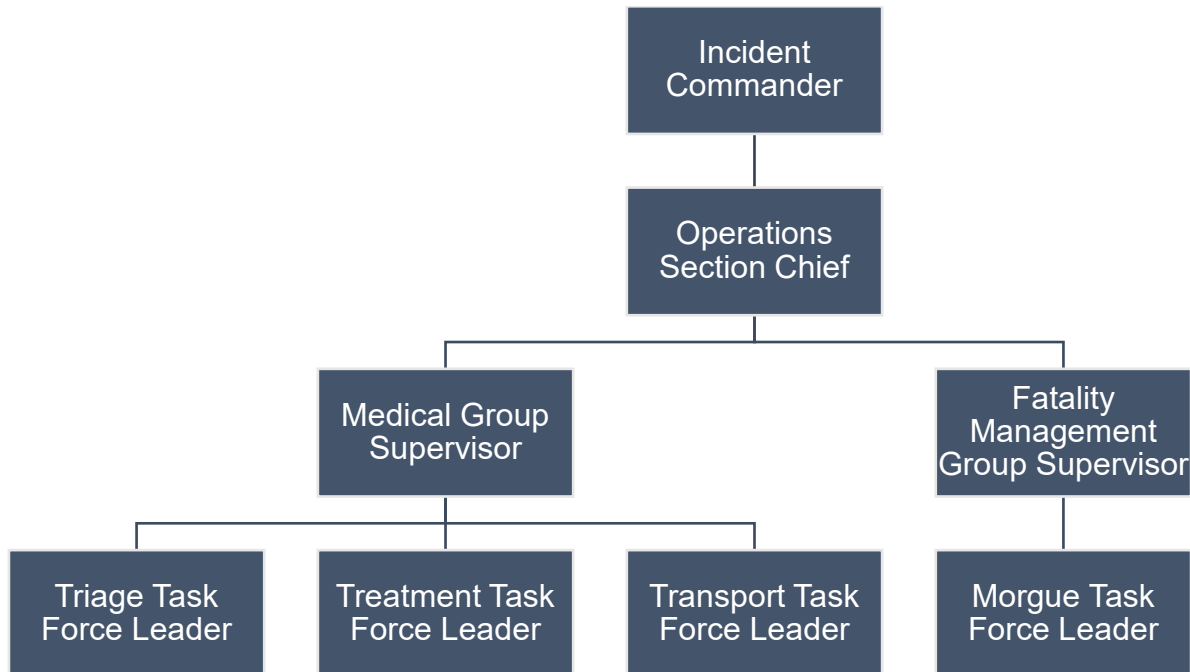 Incident
Commander
Operations
Section Chief
Medical Group
Supervisor
Fatality
Management
Group Supervisor
Triage Task
Force Leader
Treatment Task
Force Leader
Transport Task
Force Leader
Morgue Task
Force Leader